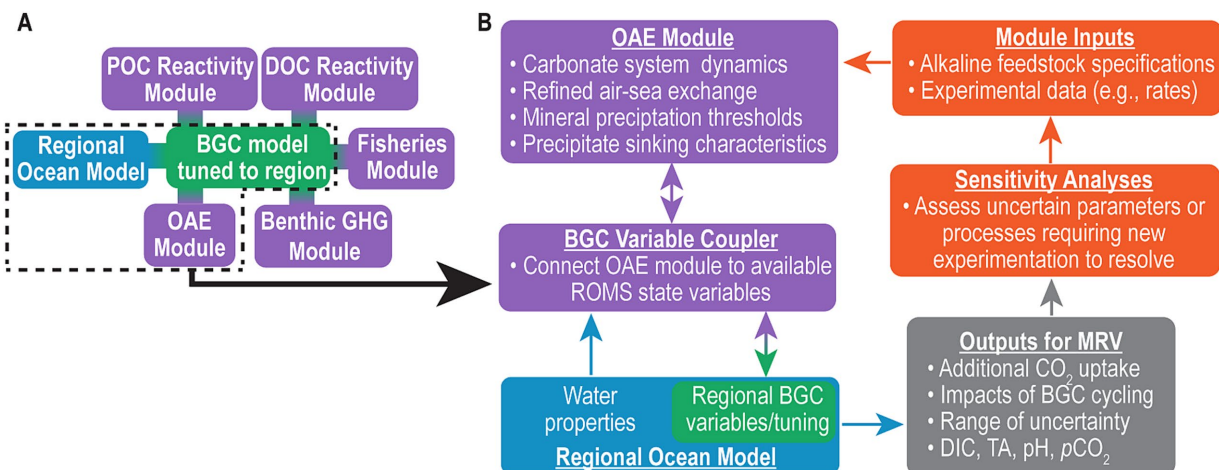 A
POC Reactivity
Module
DOC Reactivity
Module
Regional
Ocean Model
BGC model
tuned to region
Fisheries
Module
OAE
Module
Benthic GHG
Module
B
OAE Module
• Carbonate system dynamics
• Refined air-sea exchange
• Mineral preciptation thresholds
• Precipitate sinking characteristics
BGC Variable Coupler
• Connect OAE module to available
ROMS state variables
Water
properties
Regional BGC
variables/tuning
Regional Ocean Model
Module Inputs
• Alkaline feedstock specifications
• Experimental data (e.g., rates)
Sensitivity Analyses
• Assess uncertain parameters or
processes requiring new
experimentation to resolve
Outputs for MRV
• Additional CO₂ uptake
• Impacts of BGC cycling
• Range of uncertainty
• DIC, TA, pH, pCO₂